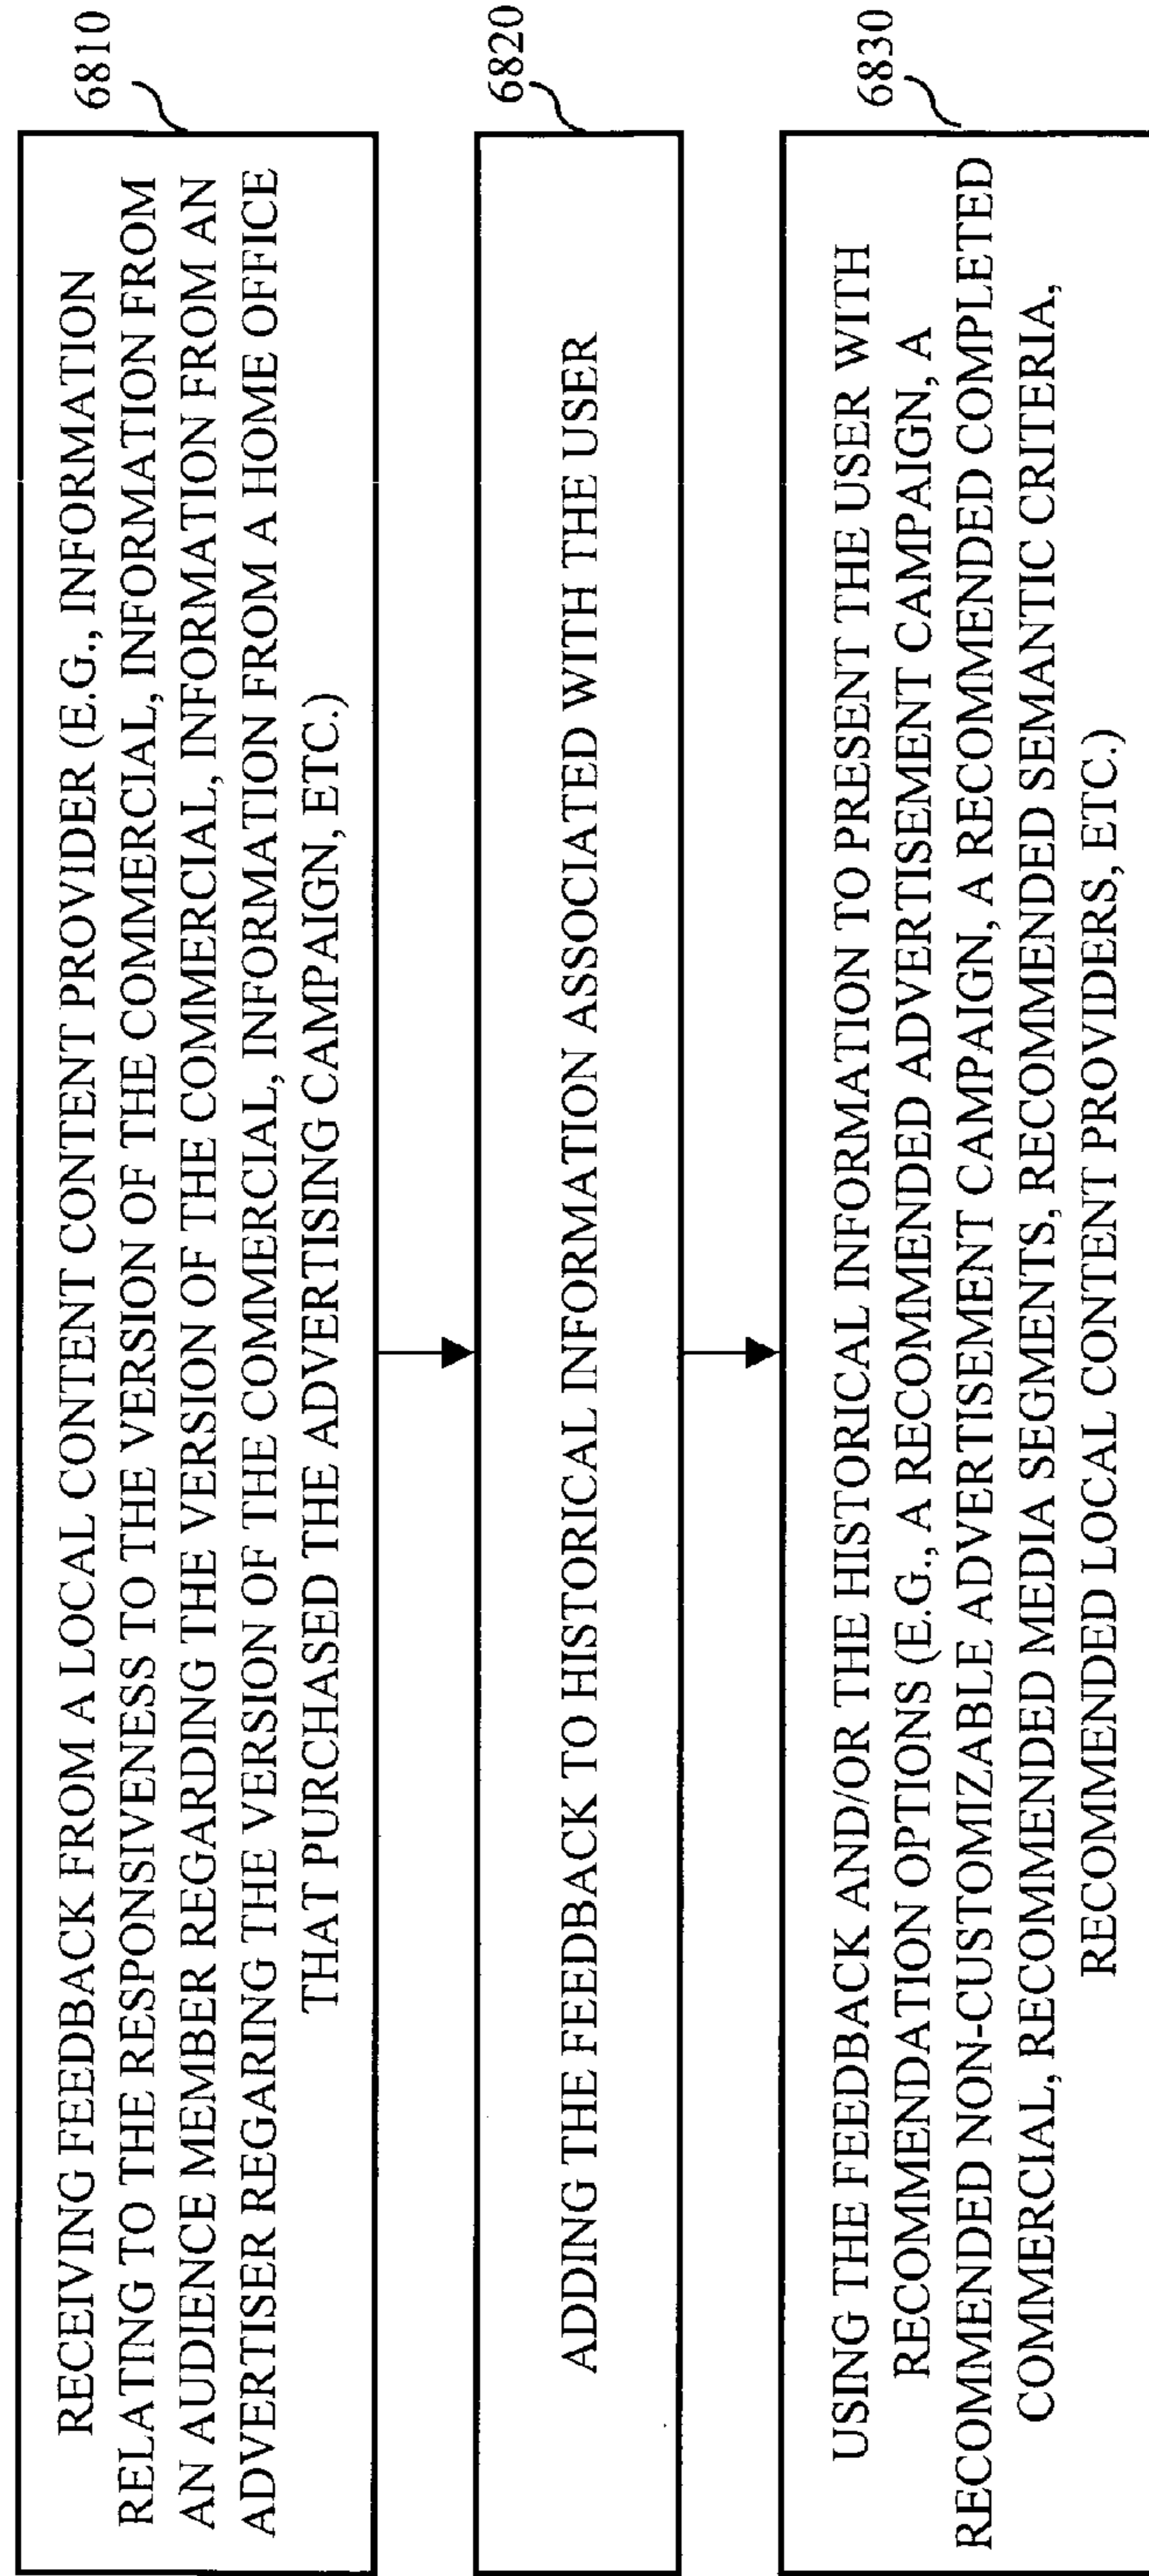 6810
RECEIVING FEEDBACK FROM A LOCAL CONTENT CONTENT PROVIDER (E.G., INFORMATION
RELATING TO THE RESPONSIVENESS TO THE VERSION OF THE COMMERCIAL, INFORMATION FROM
AN AUDIENCE MEMBER REGARDING THE VERSION OF THE COMMERCIAL, INFORMATION FROM AN
ADVERTISER REGARING THE VERSION OF THE COMMERCIAL, INFORMATION FROM A HOME OFFICE
THAT PURCHASED THE ADVERTISING CAMPAIGN, ETC.)
6820
ADDING THE FEEDBACK TO HISTORICAL INFORMATION ASSOCIATED WITH THE USER
6830
USING THE FEEDBACK AND/OR THE HISTORICAL INFORMATION TO PRESENT THE USER WITH
RECOMMENDATION OPTIONS (E.G., A RECOMMENDED ADVERTISEMENT CAMPAIGN, A
RECOMMENDED NON-CUSTOMIZABLE ADVERTISEMENT CAMPAIGN, A RECOMMENDED COMPLETED
COMMERCIAL, RECOMMENDED MEDIA SEGMENTS, RECOMMENDED SEMANTIC CRITERIA,
RECOMMENDED LOCAL CONTENT PROVIDERS, ETC.)